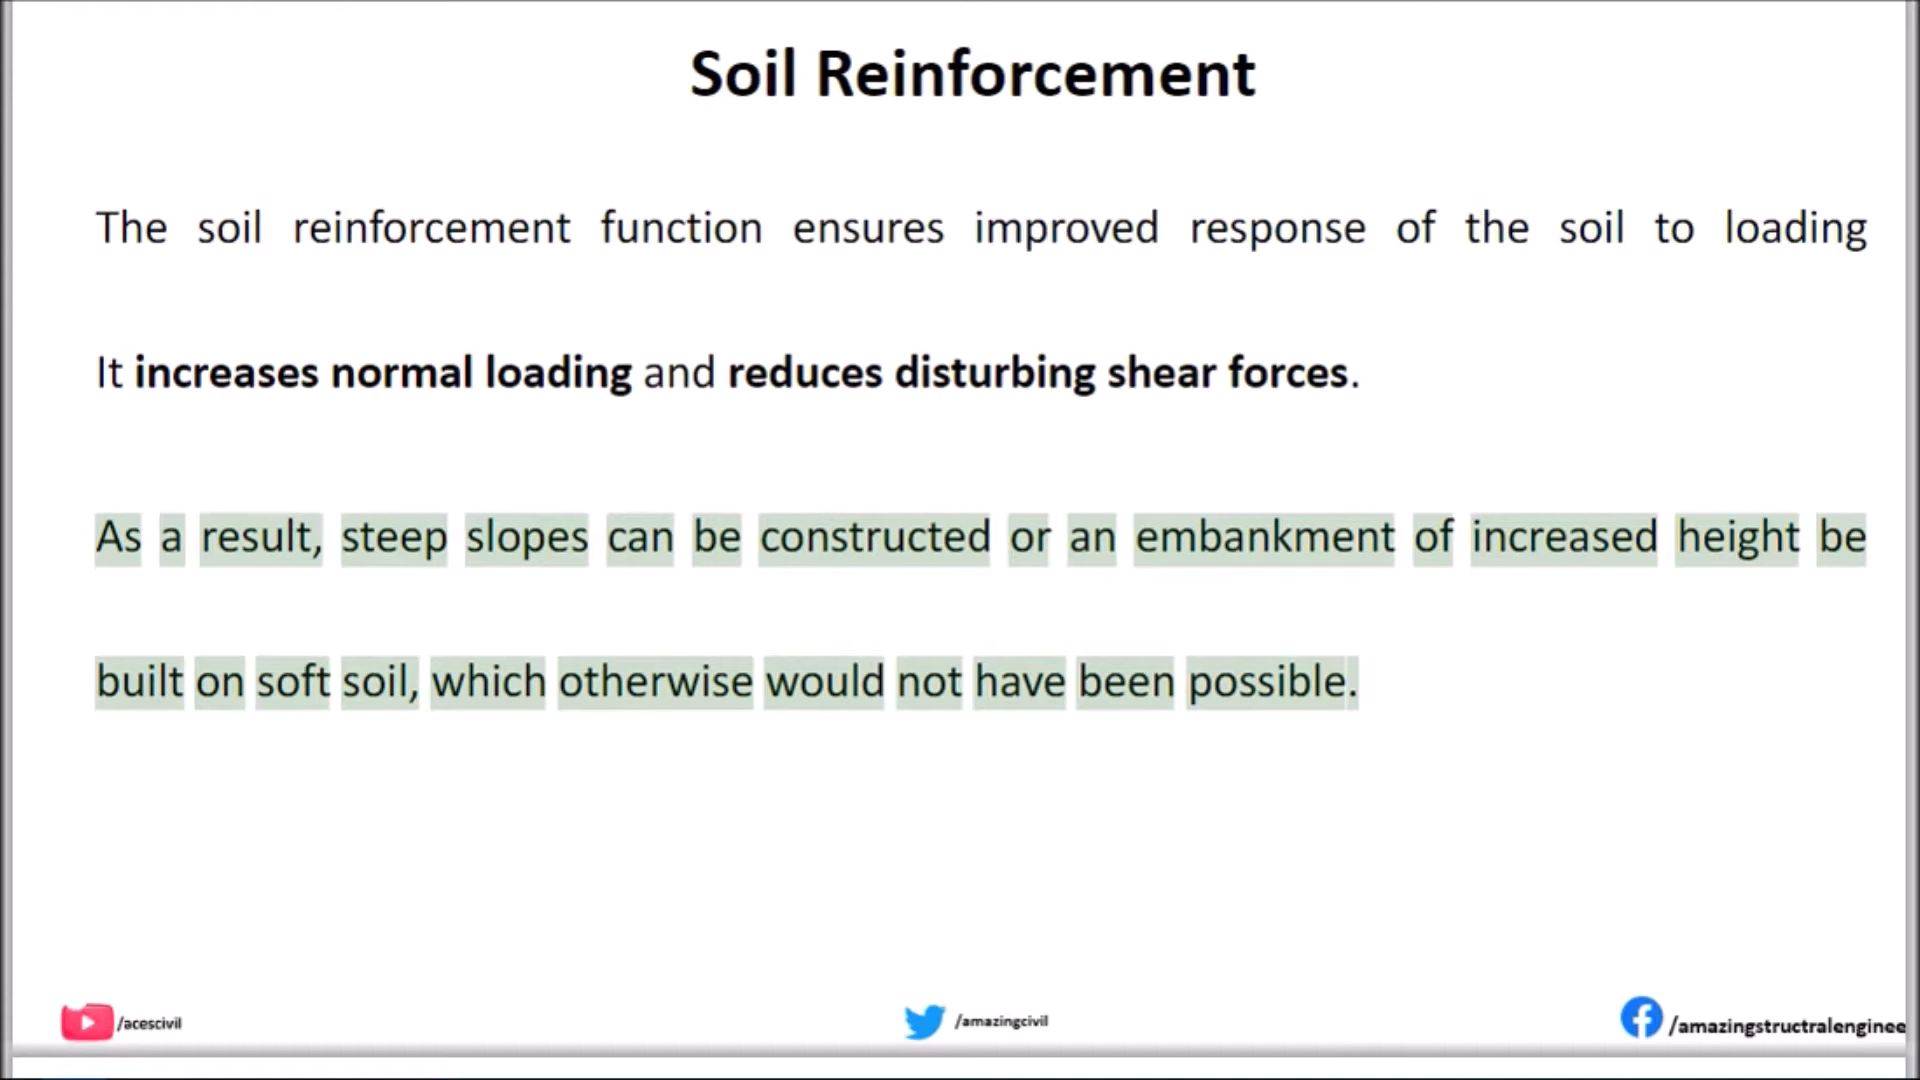 Soil Reinforcement
The soil reinforcement function ensures improved response of the soil to loading
It increases normal loading and reduces disturbing shear forces.
As a result, steep slopes can be constructed or an embankment of increased height be
built on soft soil, which otherwise would not have been possible.
/acescivil
/amazingcivil
/amazingstructralenginee